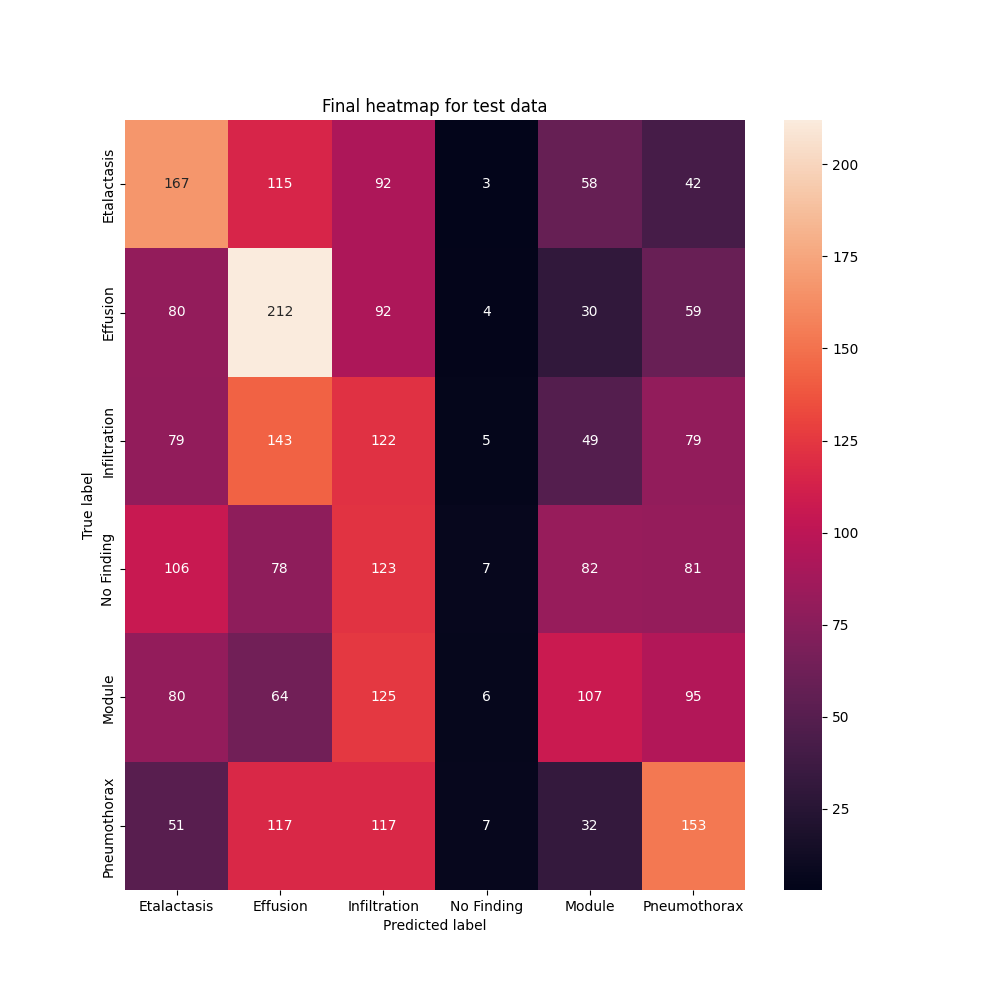 Final heatmap for test data
True label
Etalactasis 167 115 92 3 58 42
Effusion 80 212 92 4 30 59
Infiltration 79 143 122 5 49 79
No Finding 106 78 123 7 82 81
Module 80 64 125 6 107 95
Pneumothorax 51 117 117 7 32 153
Etalactasis Effusion Infiltration No Finding Module Pneumothorax
Predicted label
200
175
150
125
100
75
50
25